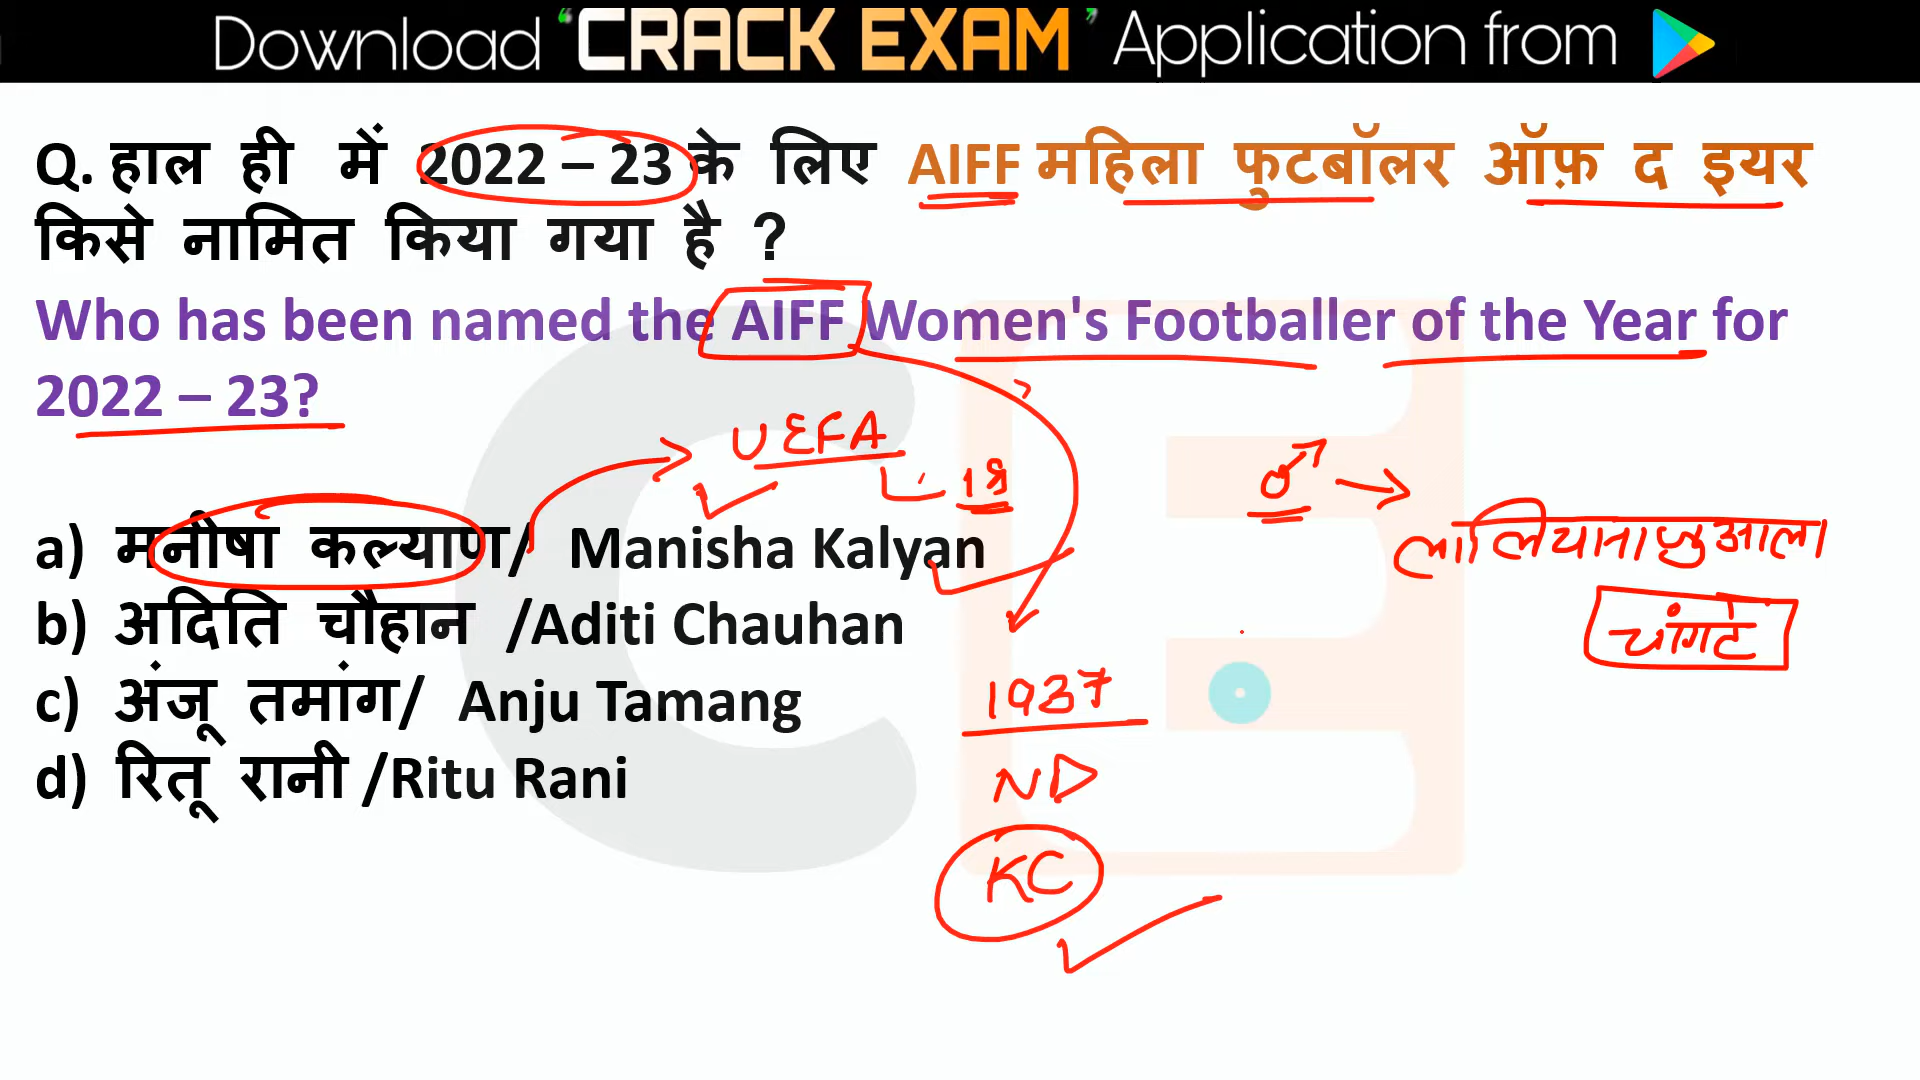 Download ‘CRACK EXAM’ Application from
Q. हाल ही में 2022 – 23 के लिए AIFF महिला फुटबॉलर ऑफ़ द इयर
किसे नामित किया गया है ?
Who has been named the AIFF Women's Footballer of the Year for
2022 – 23?
UEFA
a) मनीषा कल्याण/ Manisha Kalyan
लालियानाजुआला
b) अदिति चौहान /Aditi Chauhan
चांगटे
c) अंजू तमांग/ Anju Tamang
1937
d) रितू रानी /Ritu Rani
ND
KC